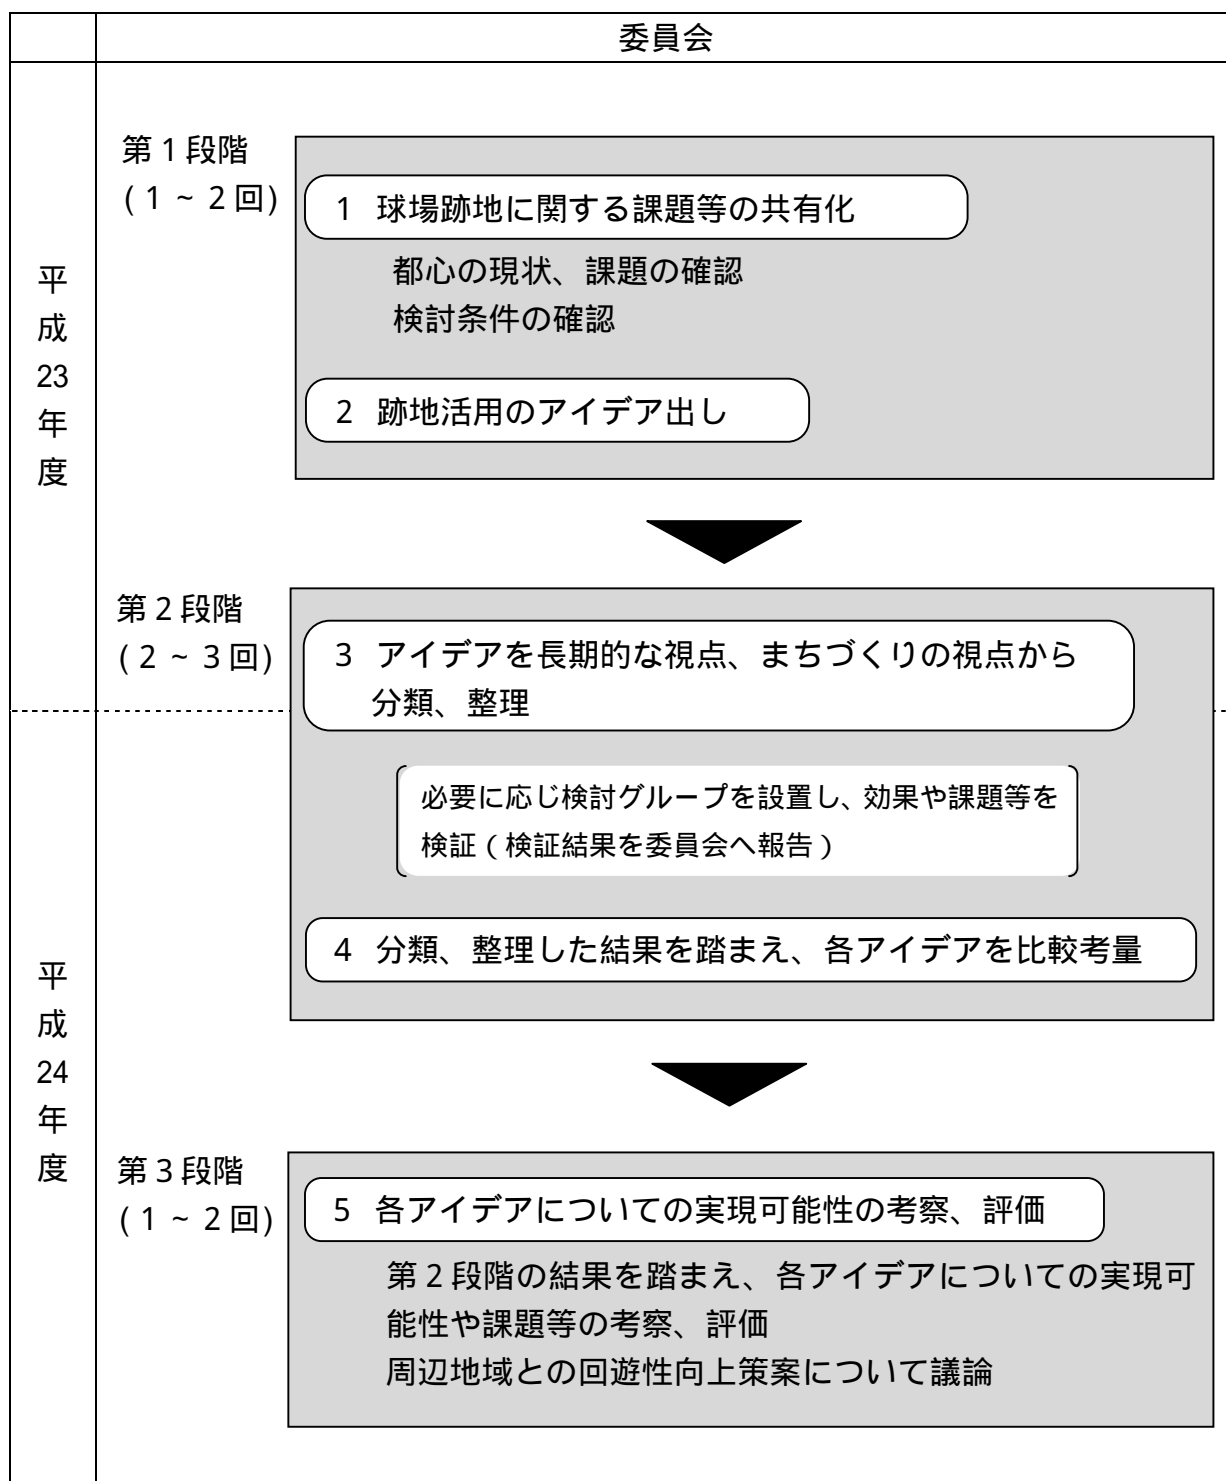 委員会
平成23年度
第1段階
(1~2回)
1 球場跡地に関する課題等の共有化
都心の現状、課題の確認
検討条件の確認
2 跡地活用のアイデア出し
第2段階
(2~3回)
3 アイデアを長期的な視点、まちづくりの視点から
分類、整理
必要に応じ検討グループを設置し、効果や課題等を
検証(検証結果を委員会へ報告)
4 分類、整理した結果を踏まえ、各アイデアを比較考量
平成24年度
第3段階
(1~2回)
5 各アイデアについての実現可能性の考察、評価
第2段階の結果を踏まえ、各アイデアについての実現可
能性や課題等の考察、評価
周辺地域との回遊性向上策案について議論